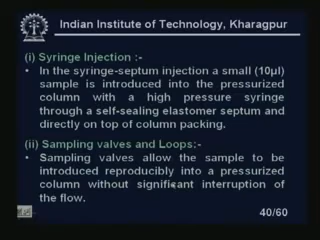 Indian Institute of Technology, Kharagpur
(i) Syringe Injection :-
• In the syringe-septum injection a small (10µl)
sample is introduced into the pressurized
column with a high pressure syringe
through a self-sealing elastomer septum and
directly on top of column packing.
(ii) Sampling valves and Loops:-
• Sampling valves allow the sample to be
introduced reproducibly into a pressurized
column without significant interruption of
the flow.
40/60